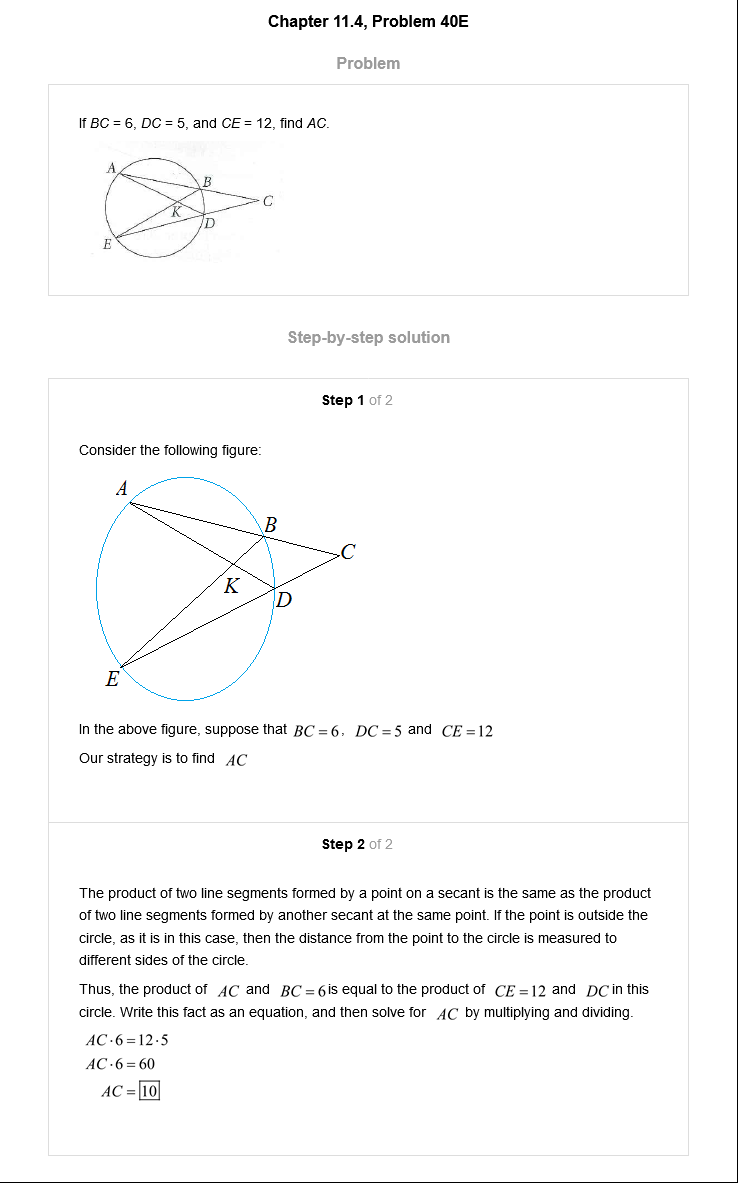 Chapter 11.4, Problem 40E
Problem
If BC = 6, DC = 5, and CE = 12, find AC.
A
B
C
K
D
E
Step-by-step solution
Step 1 of 2
Consider the following figure:
A
B
C
K
D
E
In the above figure, suppose that BC = 6, DC = 5 and CE = 12
Our strategy is to find AC
Step 2 of 2
The product of two line segments formed by a point on a secant is the same as the product
of two line segments formed by another secant at the same point. If the point is outside the
circle, as it is in this case, then the distance from the point to the circle is measured to
different sides of the circle.
Thus, the product of AC and BC = 6 is equal to the product of CE = 12 and DC in this
circle. Write this fact as an equation, and then solve for AC by multiplying and dividing.
AC·6 = 12·5
AC·6 = 60
AC = 10